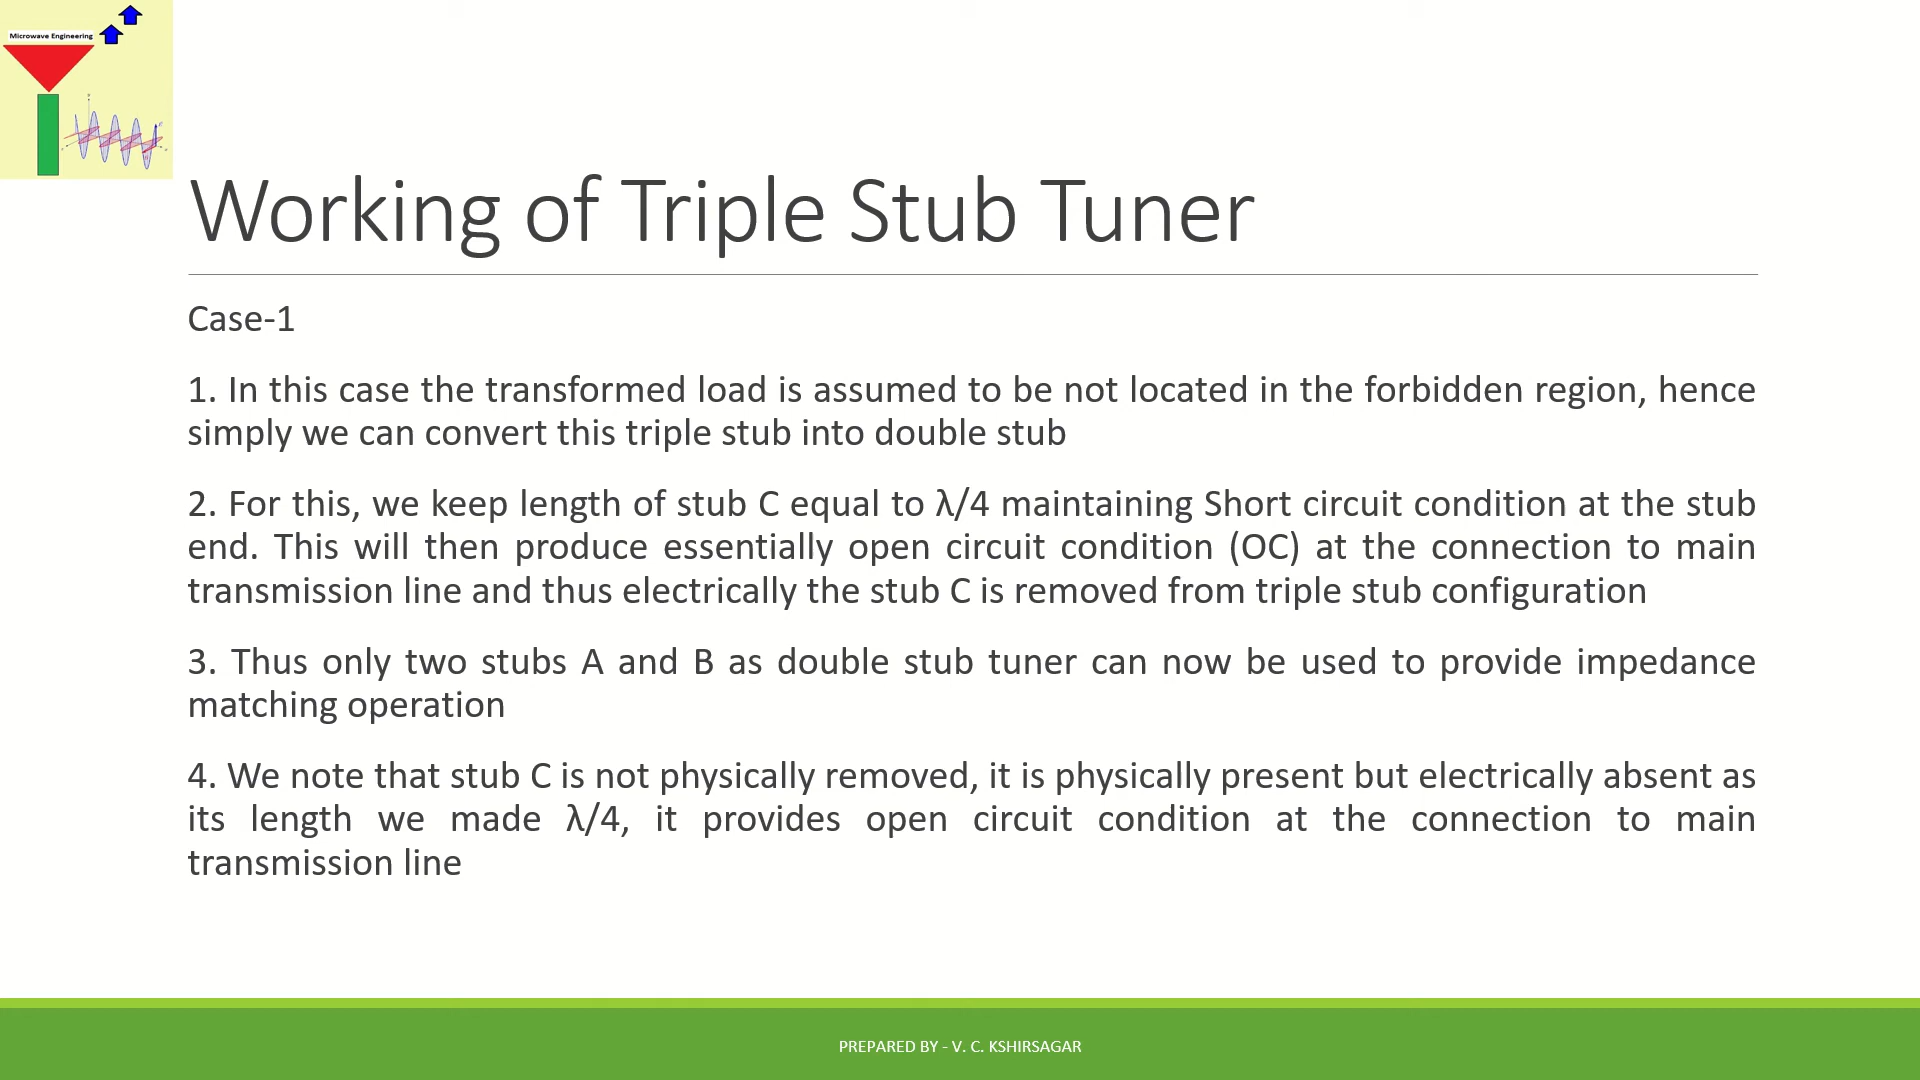 Microwave Engineering
Working of Triple Stub Tuner
Case-1
1. In this case the transformed load is assumed to be not located in the forbidden region, hence
simply we can convert this triple stub into double stub
2. For this, we keep length of stub C equal to λ/4 maintaining Short circuit condition at the stub
end. This will then produce essentially open circuit condition (OC) at the connection to main
transmission line and thus electrically the stub C is removed from triple stub configuration
3. Thus only two stubs A and B as double stub tuner can now be used to provide impedance
matching operation
4. We note that stub C is not physically removed, it is physically present but electrically absent as
its length we made λ/4, it provides open circuit condition at the connection to main
transmission line
PREPARED BY - V. C. KSHIRSAGAR